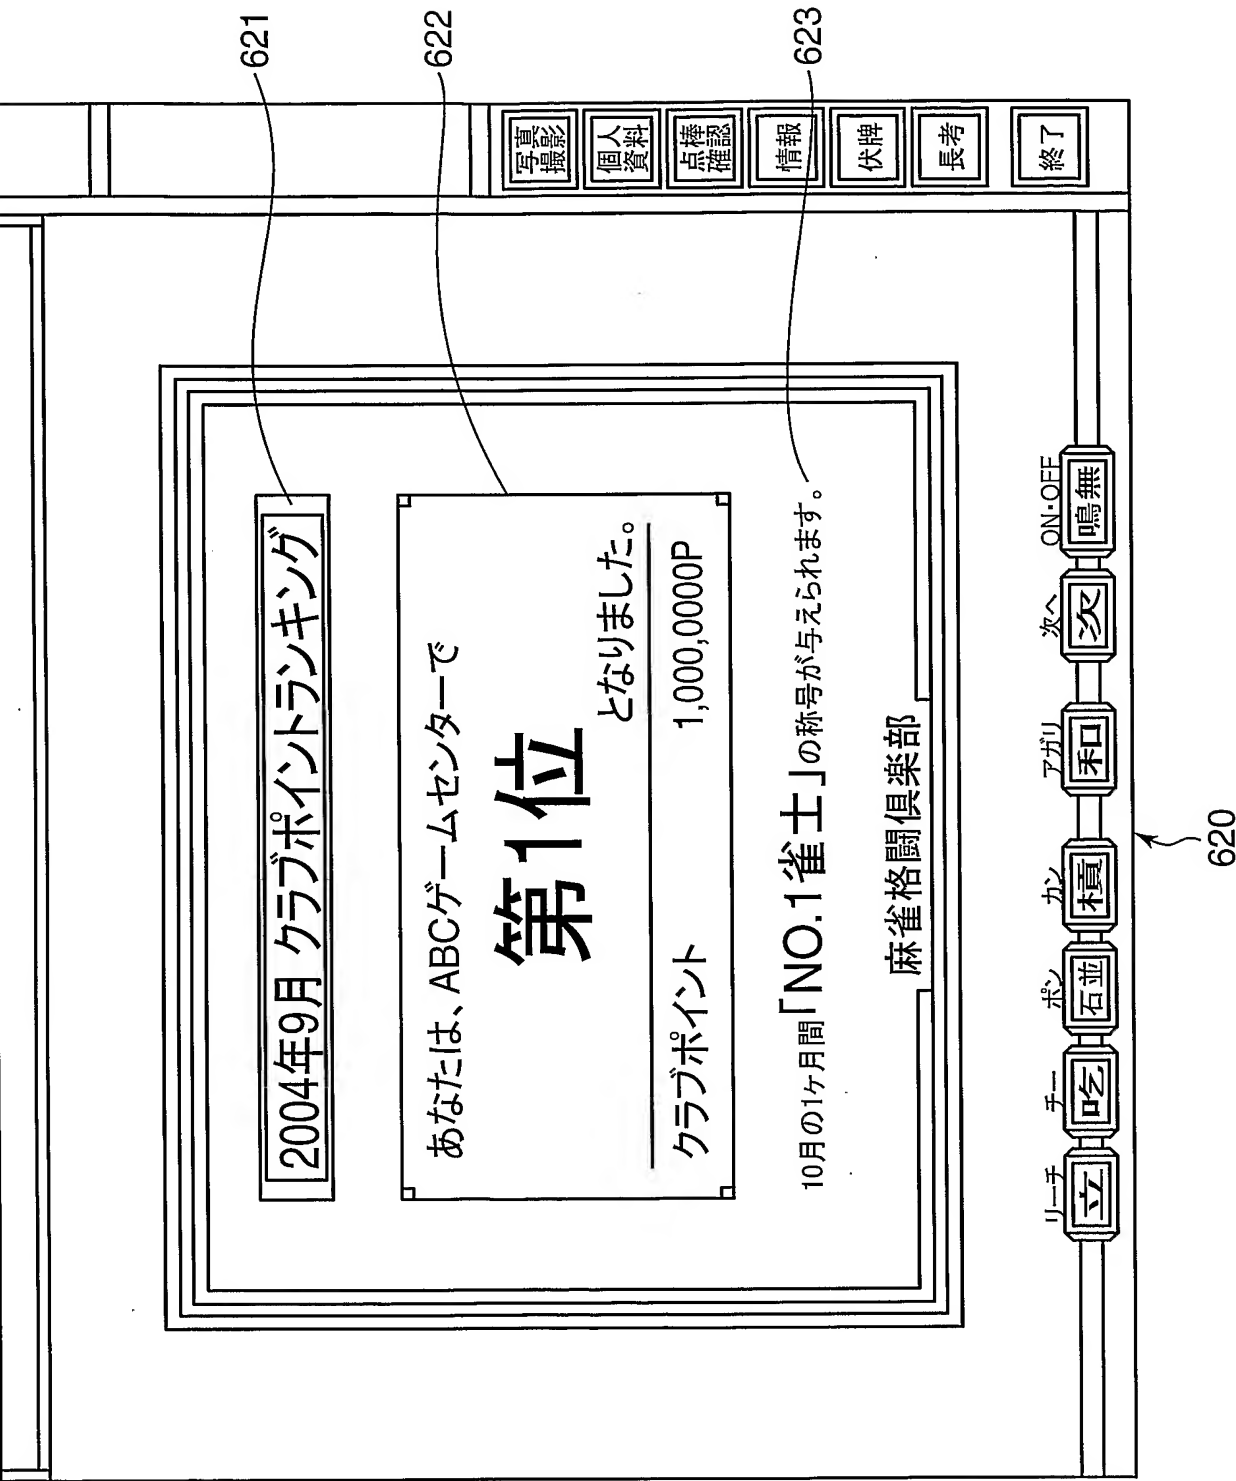 621
622
623
2004年9月 クラブポイントランキング
あなたは、ABCゲームセンターで
第1位
となりました。
クラブポイント 1,000,0000P
10月の1ヶ月間「NO.1雀士」の称号が与えられます。
麻雀格闘倶楽部
写真
撮影
個人
資料
点棒
確認
情報
伏牌
長考
終了
リーチ チー ポン カン アガリ 次へ ON・OFF
立 吃 石並 槓 和 次 鳴無
620